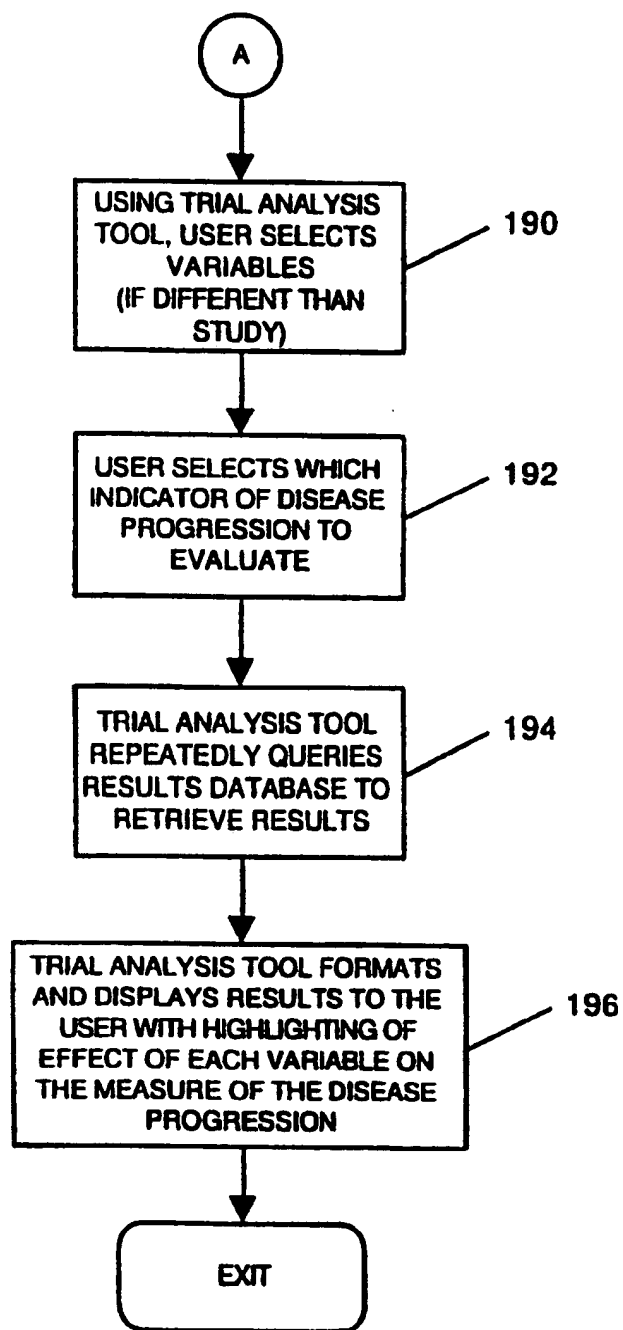 A
USING TRIAL ANALYSIS
TOOL, USER SELECTS
VARIABLES
(IF DIFFERENT THAN
STUDY)
190
USER SELECTS WHICH
INDICATOR OF DISEASE
PROGRESSION TO
EVALUATE
192
TRIAL ANALYSIS TOOL
REPEATEDLY QUERIES
RESULTS DATABASE TO
RETRIEVE RESULTS
194
TRIAL ANALYSIS TOOL FORMATS
AND DISPLAYS RESULTS TO THE
USER WITH HIGHLIGHTING OF
EFFECT OF EACH VARIABLE ON
THE MEASURE OF THE DISEASE
PROGRESSION
196
EXIT